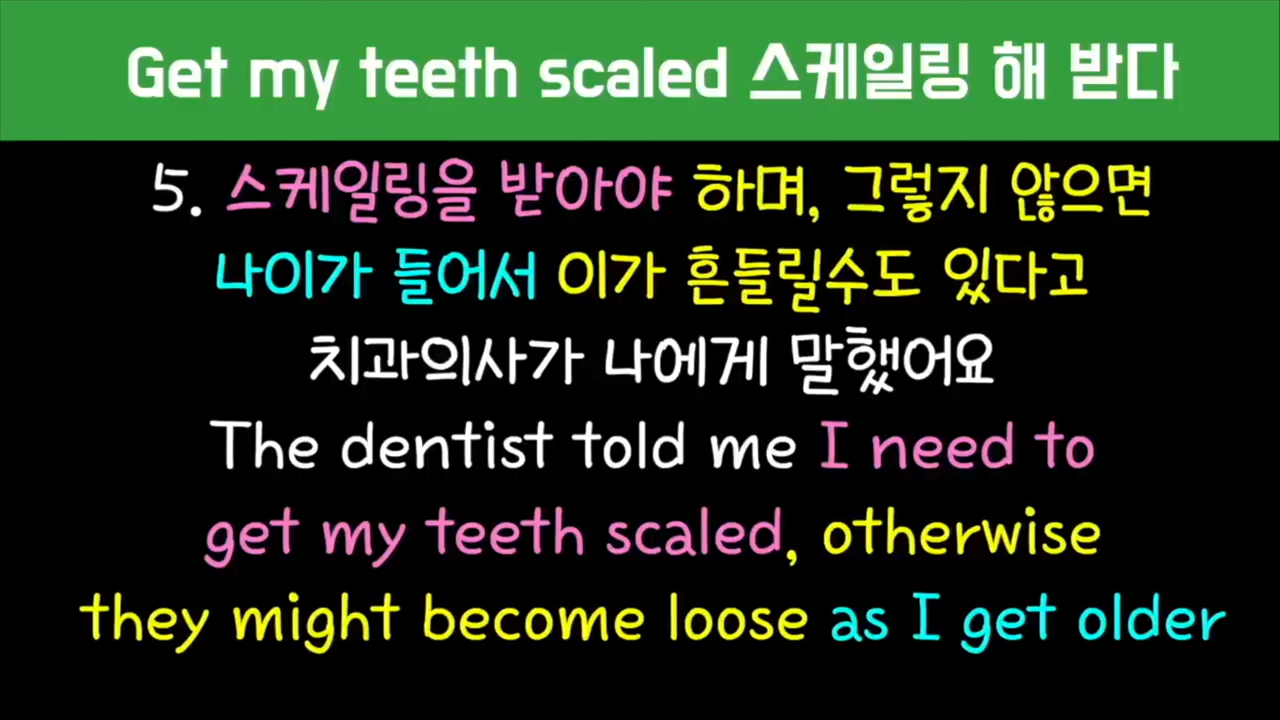 Get my teeth scaled 스케일링 해 받다
5. 스케일링을 받아야 하며, 그렇지 않으면
나이가 들어서 이가 흔들릴수도 있다고
치과의사가 나에게 말했어요
The dentist told me I need to
get my teeth scaled, otherwise
they might become loose as I get older